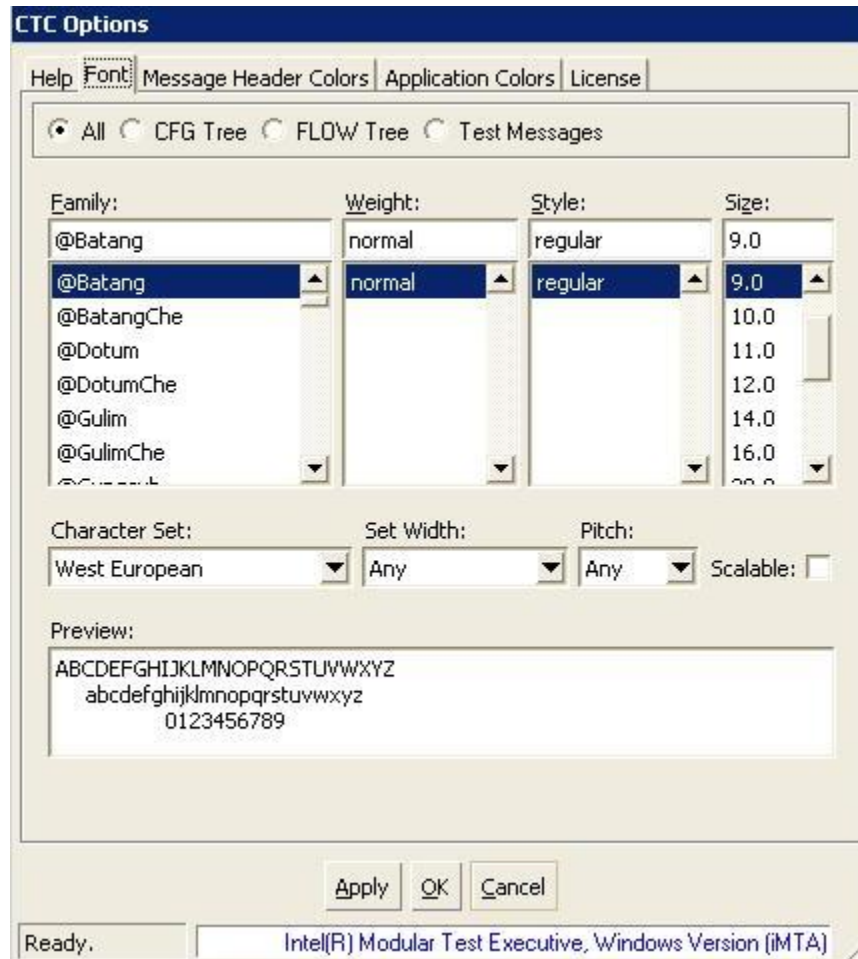 CTC Options
Help Font Message Header Colors Application Colors License
All CFG Tree FLOW Tree Test Messages
Family: Weight: Style: Size:
@Batang normal regular 9.0
@Batang normal regular 9.0
@BatangChe 10.0
@Dotum 11.0
@DotumChe 12.0
@Gulim 14.0
@GulimChe 16.0
Character Set: Set Width: Pitch:
West European Any Any Scalable:
Preview:
ABCDEFGHIJKLMNOPQRSTUVWXYZ
abcdefghijklmnopqrstuvwxyz
0123456789
Apply OK Cancel
Ready. Intel(R) Modular Test Executive, Windows Version (iMTA)